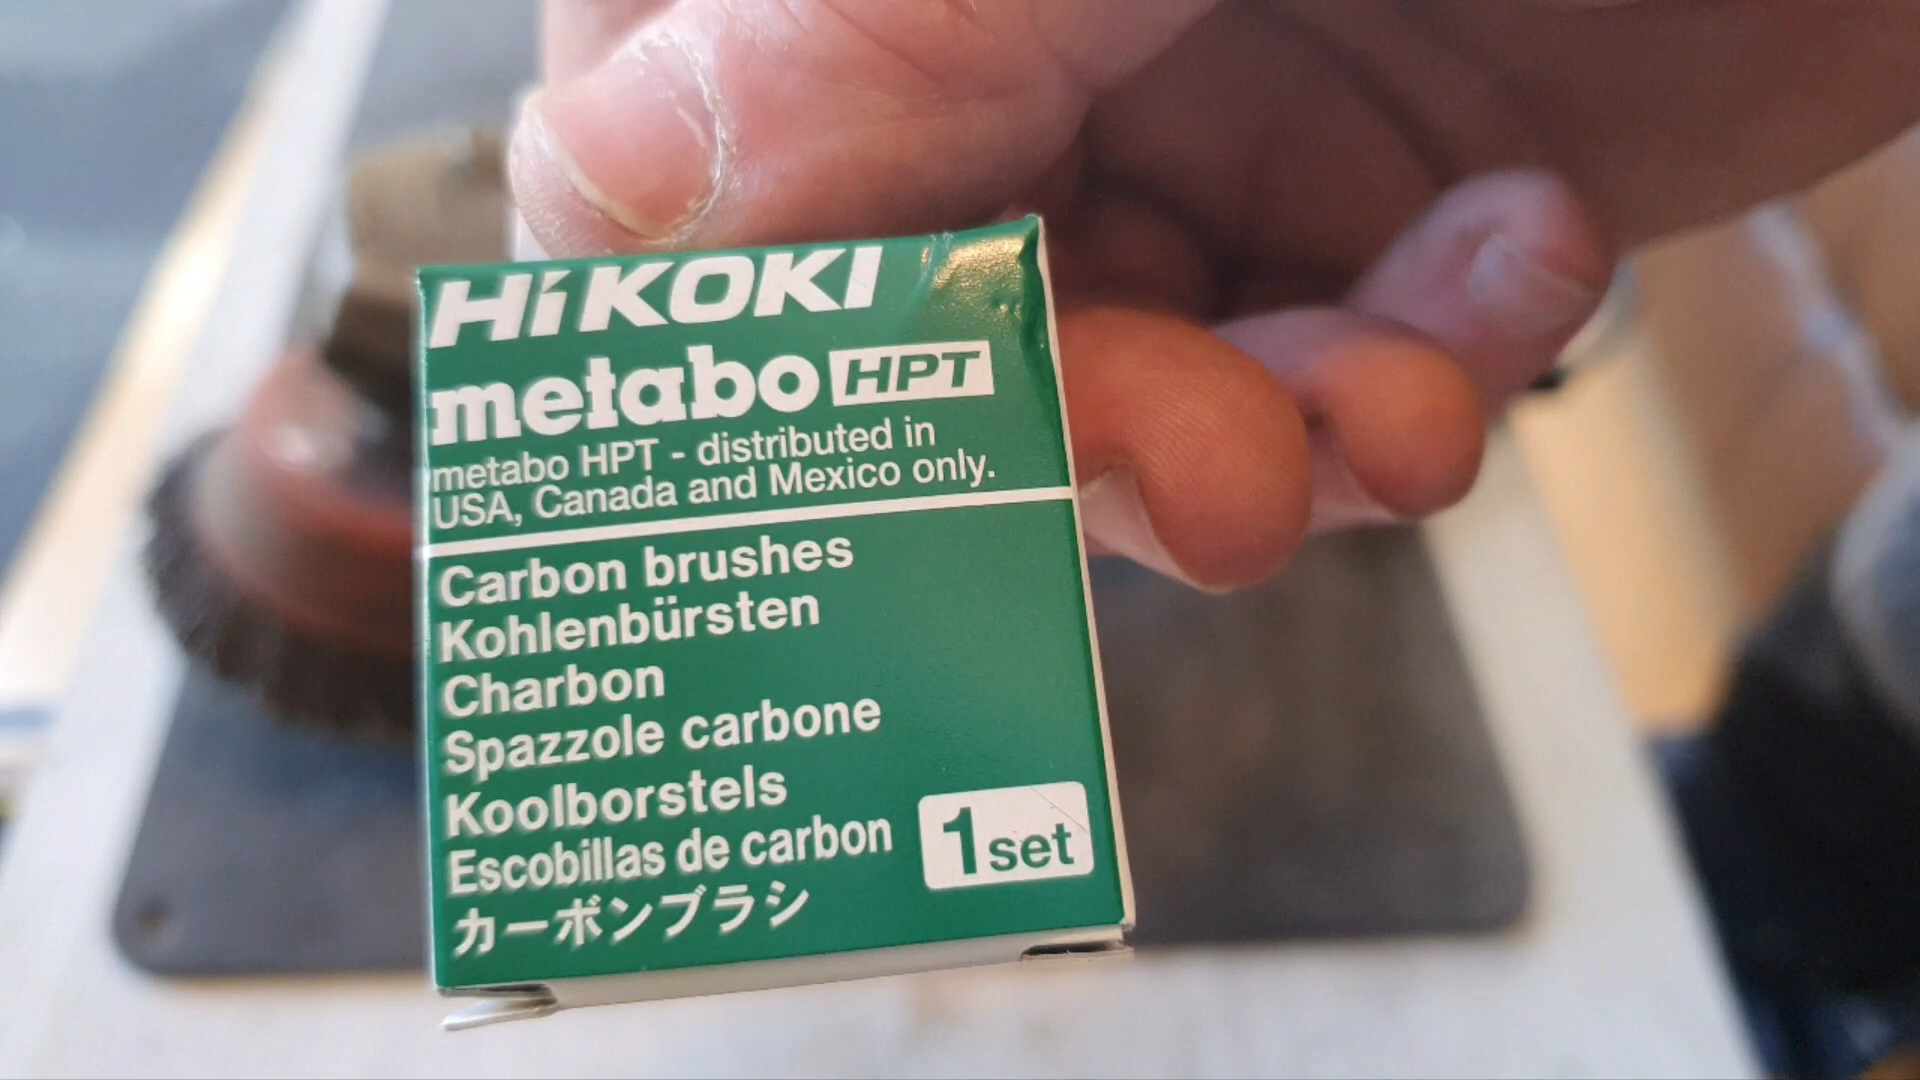 HiKOKI
metabo HPT
metabo HPT - distributed in
USA, Canada and Mexico only.
Carbon brushes
Kohlenbürsten
Charbon
Spazzole carbone
Koolborstels
Escobillas de carbon
カーボンブラシ
1set